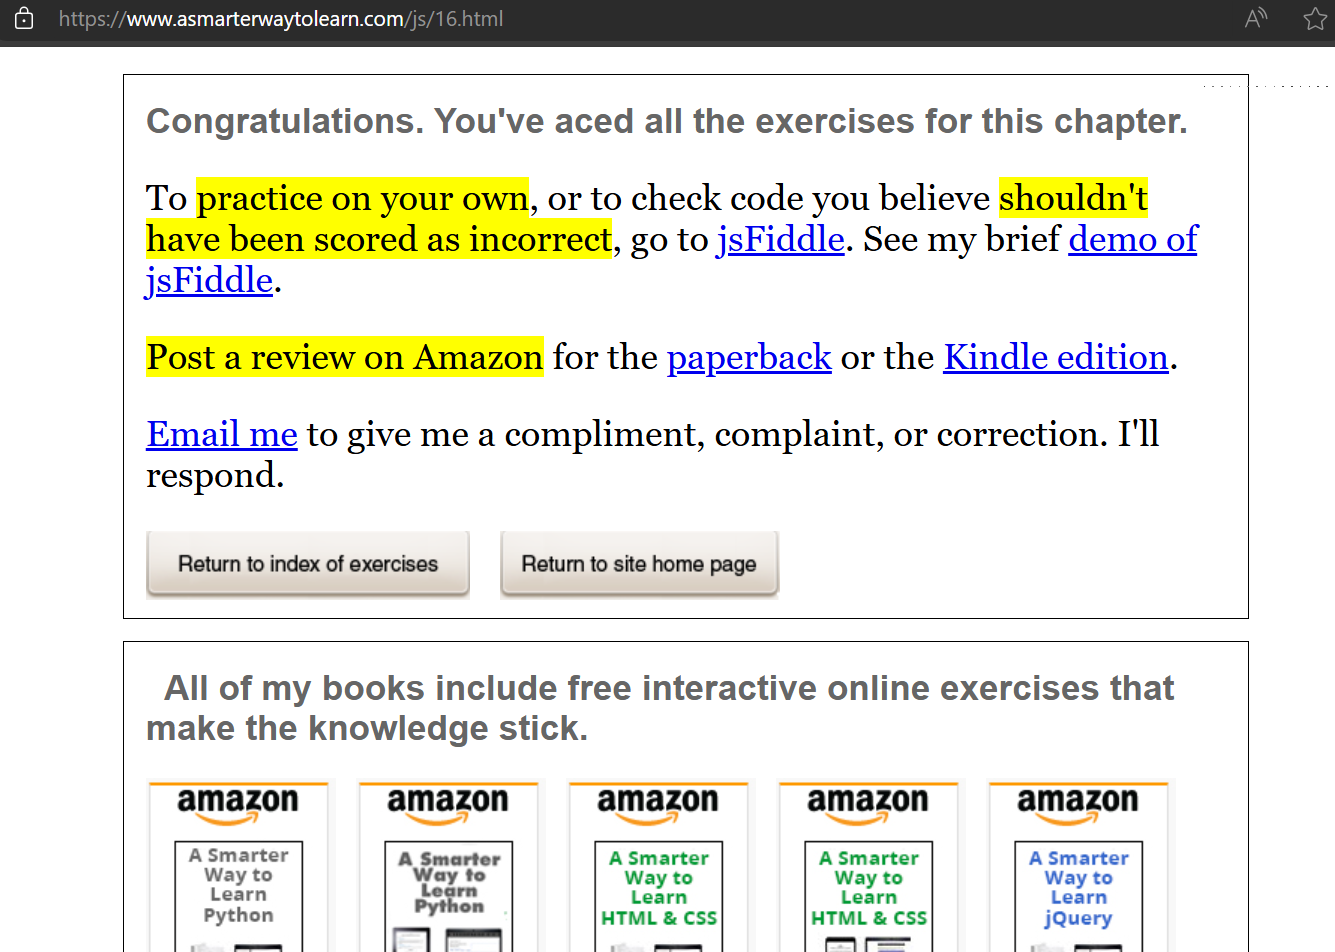 https://www.asmarterwaytolearn.com/js/16.html
Congratulations. You've aced all the exercises for this chapter.
To practice on your own, or to check code you believe shouldn't
have been scored as incorrect, go to jsFiddle. See my brief demo of
jsFiddle.
Post a review on Amazon for the paperback or the Kindle edition.
Email me to give me a compliment, complaint, or correction. I'll
respond.
Return to index of exercises
Return to site home page
All of my books include free interactive online exercises that
make the knowledge stick.
amazon
A Smarter
Way to
Learn
Python
amazon
A Smarter
Way to
Learn
Python
amazon
A Smarter
Way to
Learn
HTML & CSS
amazon
A Smarter
Way to
Learn
HTML & CSS
amazon
A Smarter
Way to
Learn
jQuery